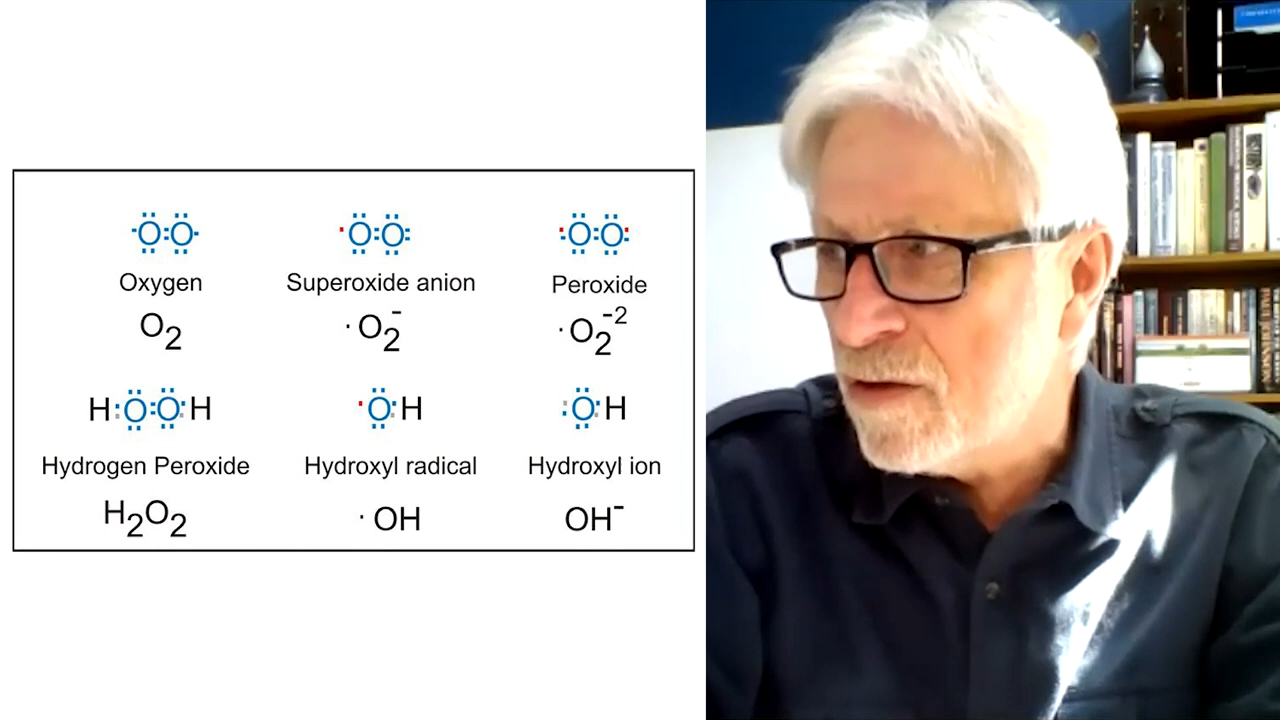 Oxygen Superoxide anion Peroxide
O2 ·O2- ·O2-2
H:O:O:H ·O:H :O:H
Hydrogen Peroxide Hydroxyl radical Hydroxyl ion
H2O2 ·OH OH-